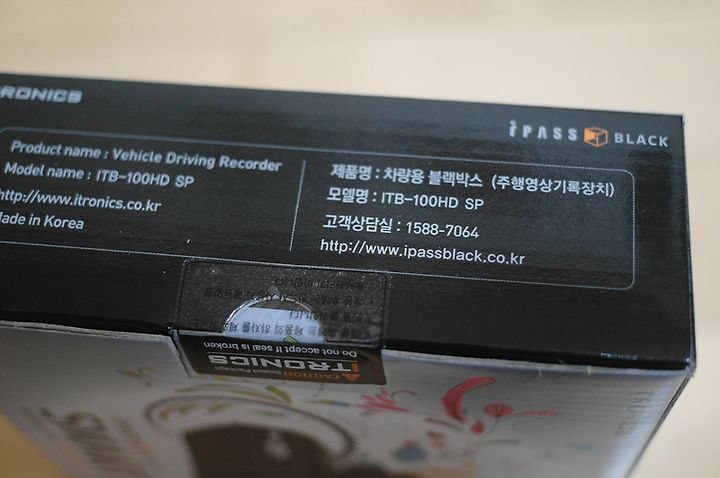 TRONICS
iPASS BLACK
Product name : Vehicle Driving Recorder
Model name : ITB-100HD SP
http://www.itronics.co.kr
Made in Korea
제품명 : 차량용 블랙박스 (주행영상기록장치)
모델명 : ITB-100HD SP
고객상담실 : 1588-7064
http://www.ipassblack.co.kr
CAUTION Sealed Package
iTRONICS
Do not accept if seal is broken